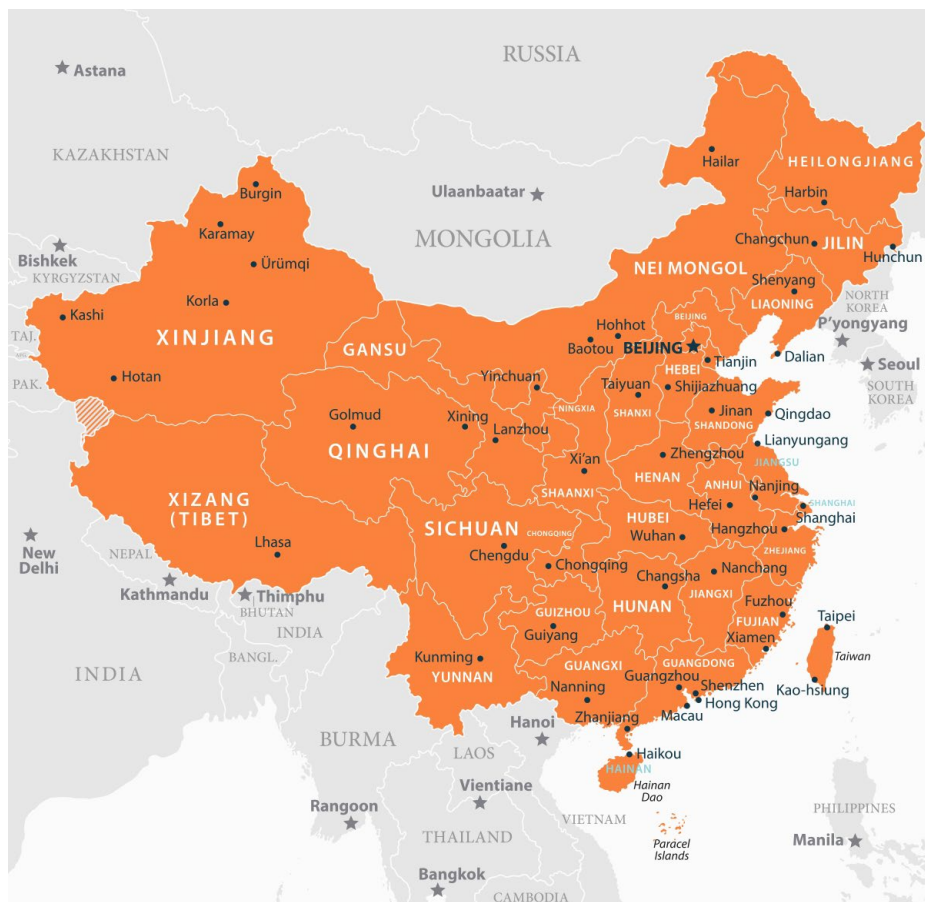 RUSSIA
Astana
KAZAKHSTAN
Hailar
HEILONGJIANG
Burgin
Ulaanbaatar
Harbin
Karamay
MONGOLIA
Changchun
JILIN
Bishkek
Hunchun
KYRGYZSTAN
Ürümqi
NEI MONGOL
Shenyang
NORTH
KOREA
LIAONING
Korla
Kashi
BEIJING
P'yongyang
XINJIANG
TAJ.
Hohhot
Baotou
BEIJING
GANSU
Tianjin
Dalian
HEBEI
Seoul
Hotan
PAK.
Yinchuan
Taiyuan
Shijiazhuang
SOUTH
KOREA
Golmud
Xining
NINGXIA
SHANXI
Jinan
Qingdao
SHANDONG
Lanzhou
Lianyungang
QINGHAI
Xi'an
Zhengzhou
JIANGSU
HENAN
SHAANXI
ANHUI
Nanjing
XIZANG
(TIBET)
Hefei
SHANGHAI
Shanghai
SICHUAN
CHONGQING
HUBEI
Wuhan
Hangzhou
New
Delhi
NEPAL
Lhasa
Chengdu
ZHEJIANG
Chongqing
Nanchang
Changsha
Kathmandu
Thimphu
BHUTAN
JIANGXI
Fuzhou
GUIZHOU
HUNAN
Taipei
INDIA
Guiyang
FUJIAN
Xiamen
BANGL.
Kunming
Taiwan
INDIA
YUNNAN
GUANGXI
GUANGDONG
Guangzhou
Shenzhen
Kao-hsiung
Nanning
Hong Kong
Macau
Zhanjiang
Hanoi
BURMA
LAOS
Haikou
HAINAN
Hainan
Dao
Vientiane
Rangoon
VIETNAM
PHILIPPINES
THAILAND
Paracel
Islands
Manila
Bangkok
CAMBODIA